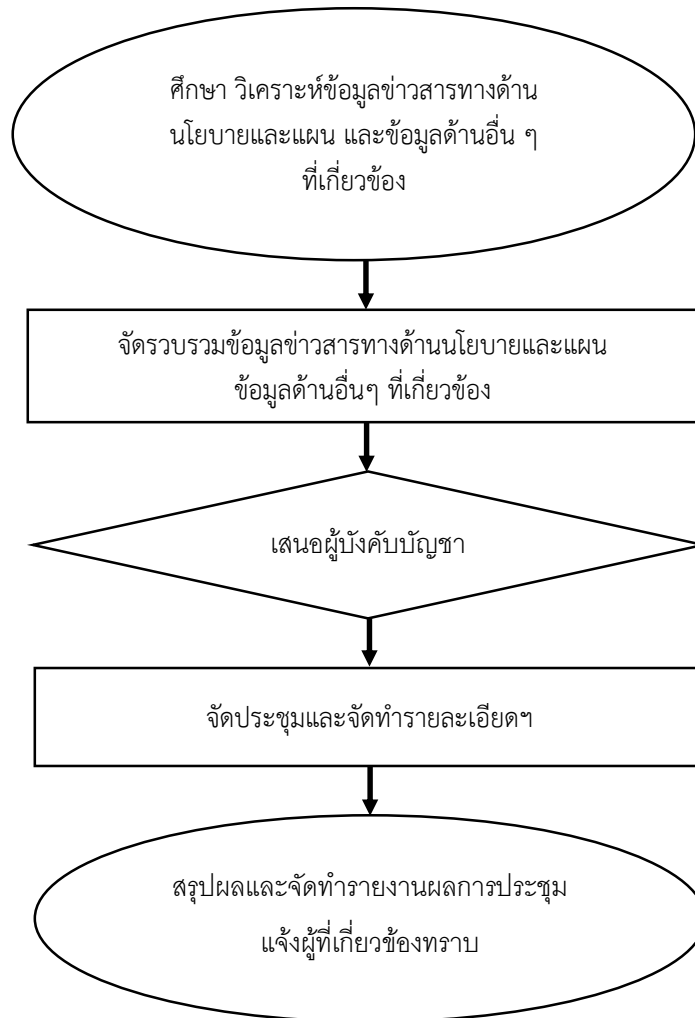 ศึกษา วิเคราะห์ข้อมูลข่าวสารทางด้าน
นโยบายและแผน และข้อมูลด้านอื่น ๆ
ที่เกี่ยวข้อง
จัดรวบรวมข้อมูลข่าวสารทางด้านนโยบายและแผน
ข้อมูลด้านอื่นๆ ที่เกี่ยวข้อง
เสนอผู้บังคับบัญชา
จัดประชุมและจัดทำรายละเอียดฯ
สรุปผลและจัดทำรายงานผลการประชุม
แจ้งผู้ที่เกี่ยวข้องทราบ